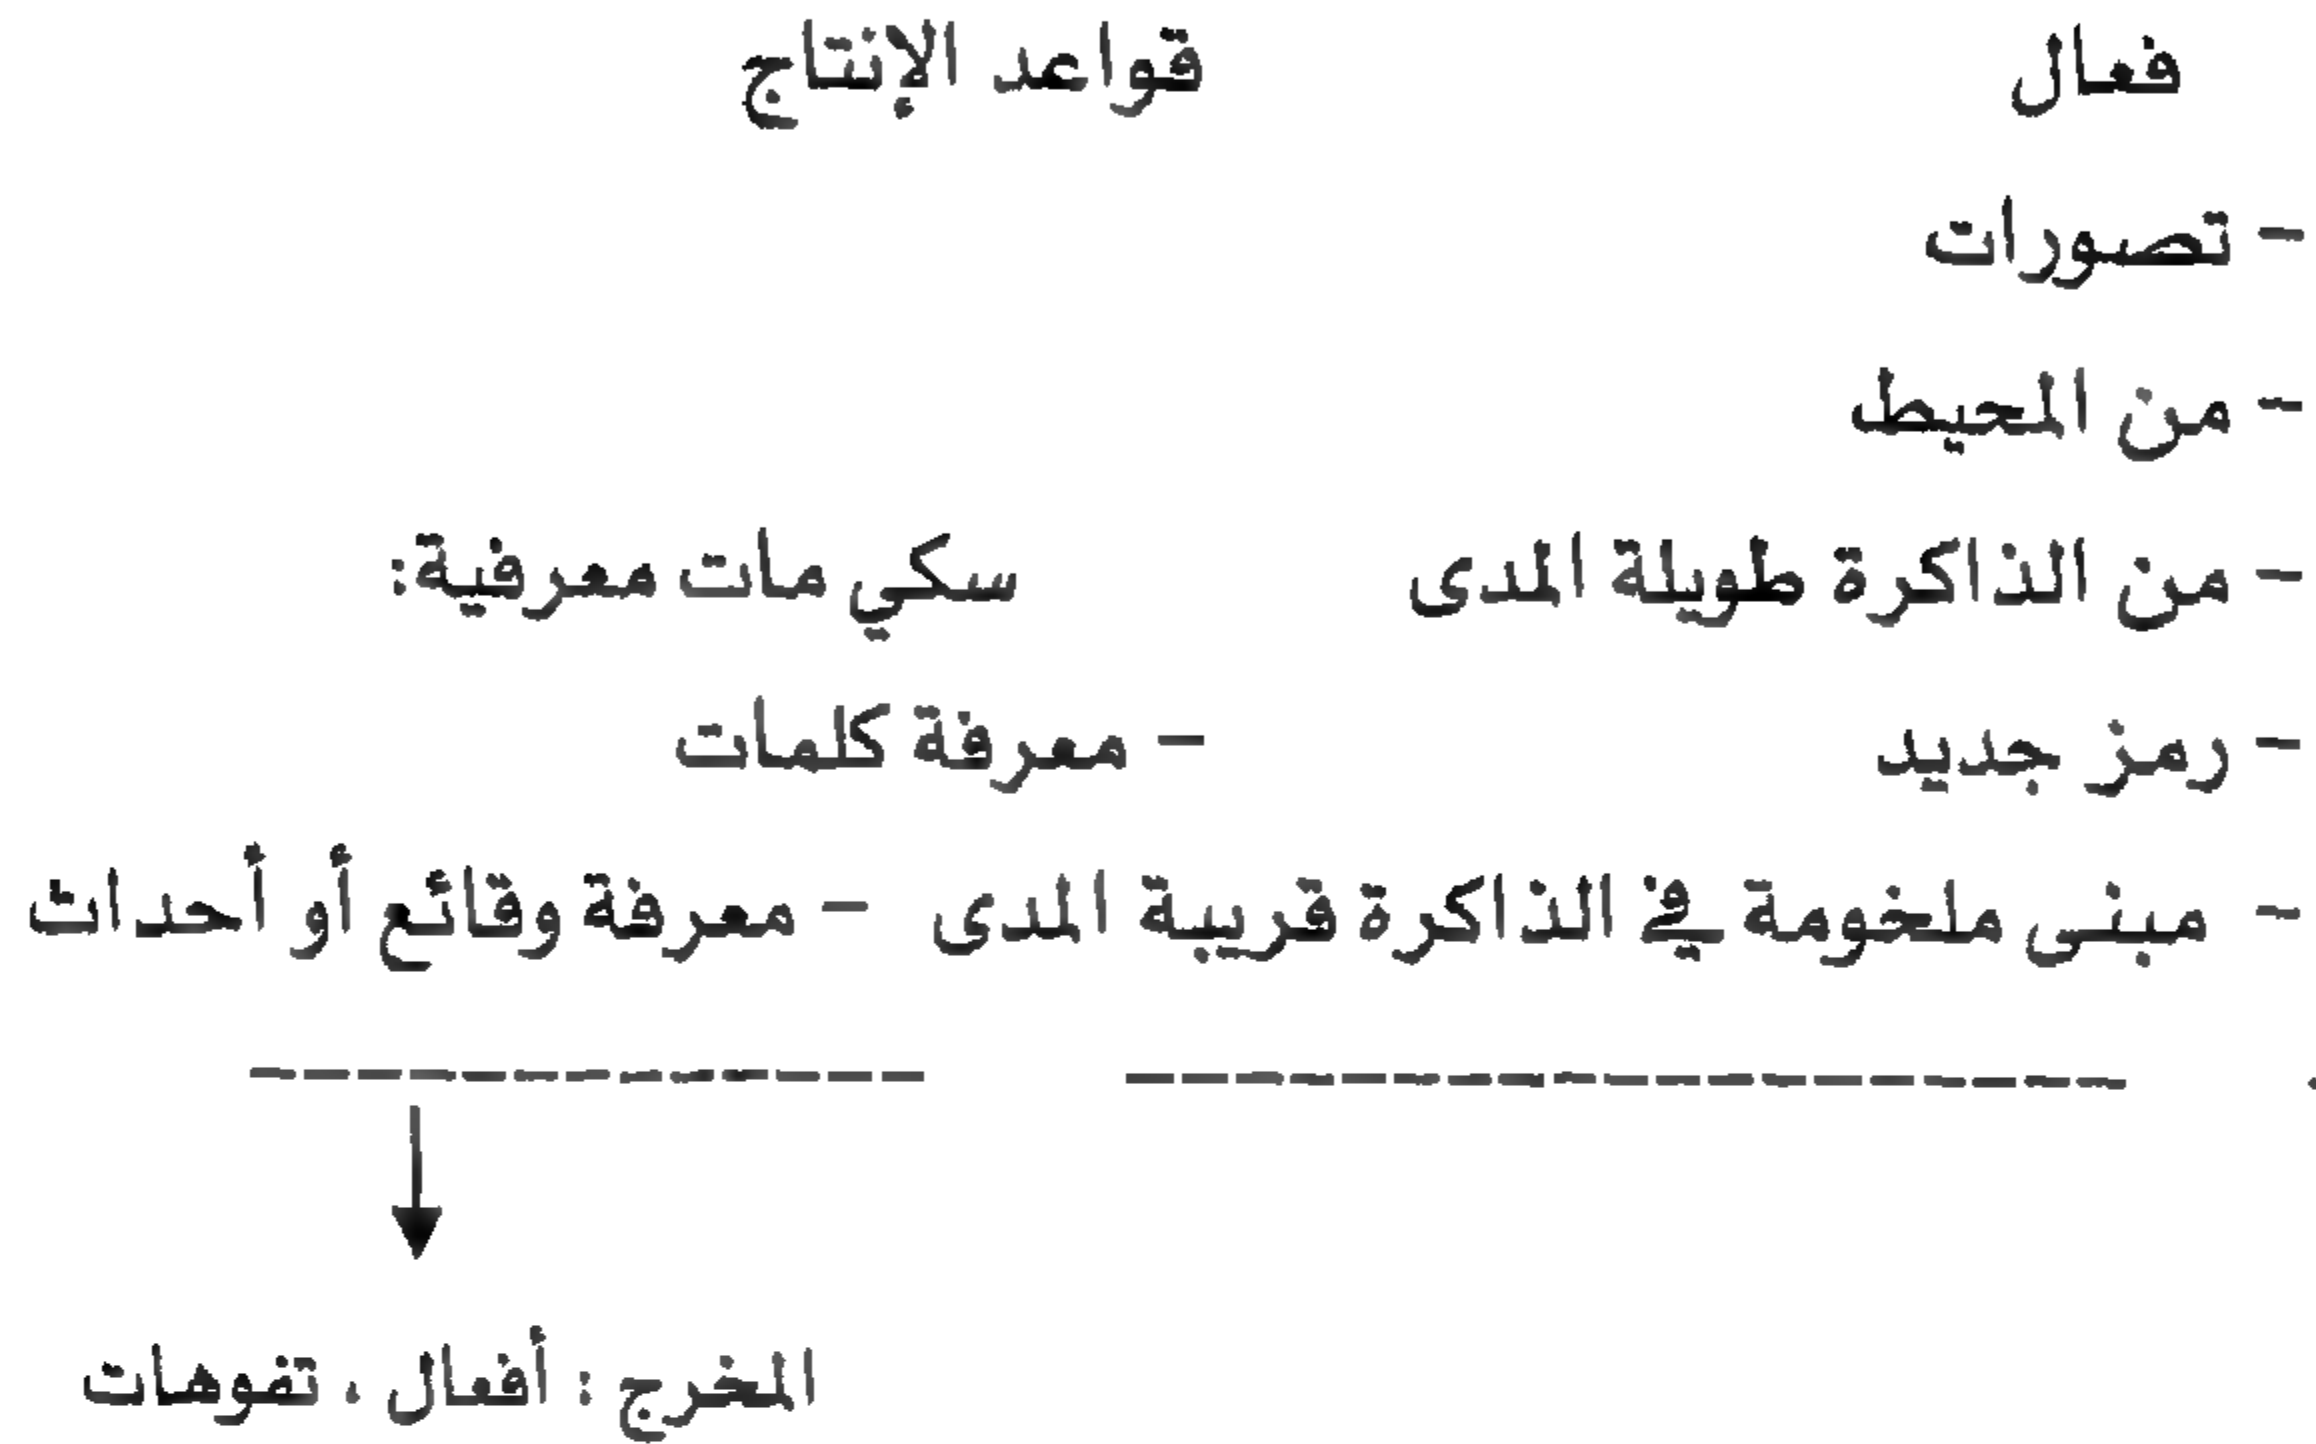 فعال قواعد الإنتاج
- تصورات
- من المحيط
- من الذاكرة طويلة المدى سكي مات معرفية:
- رمز جديد - معرفة كلمات
- مبنى ملخومة في الذاكرة قريبة المدى - معرفة وقائع أو أحداث
المخرج : أفعال ، تفوهات